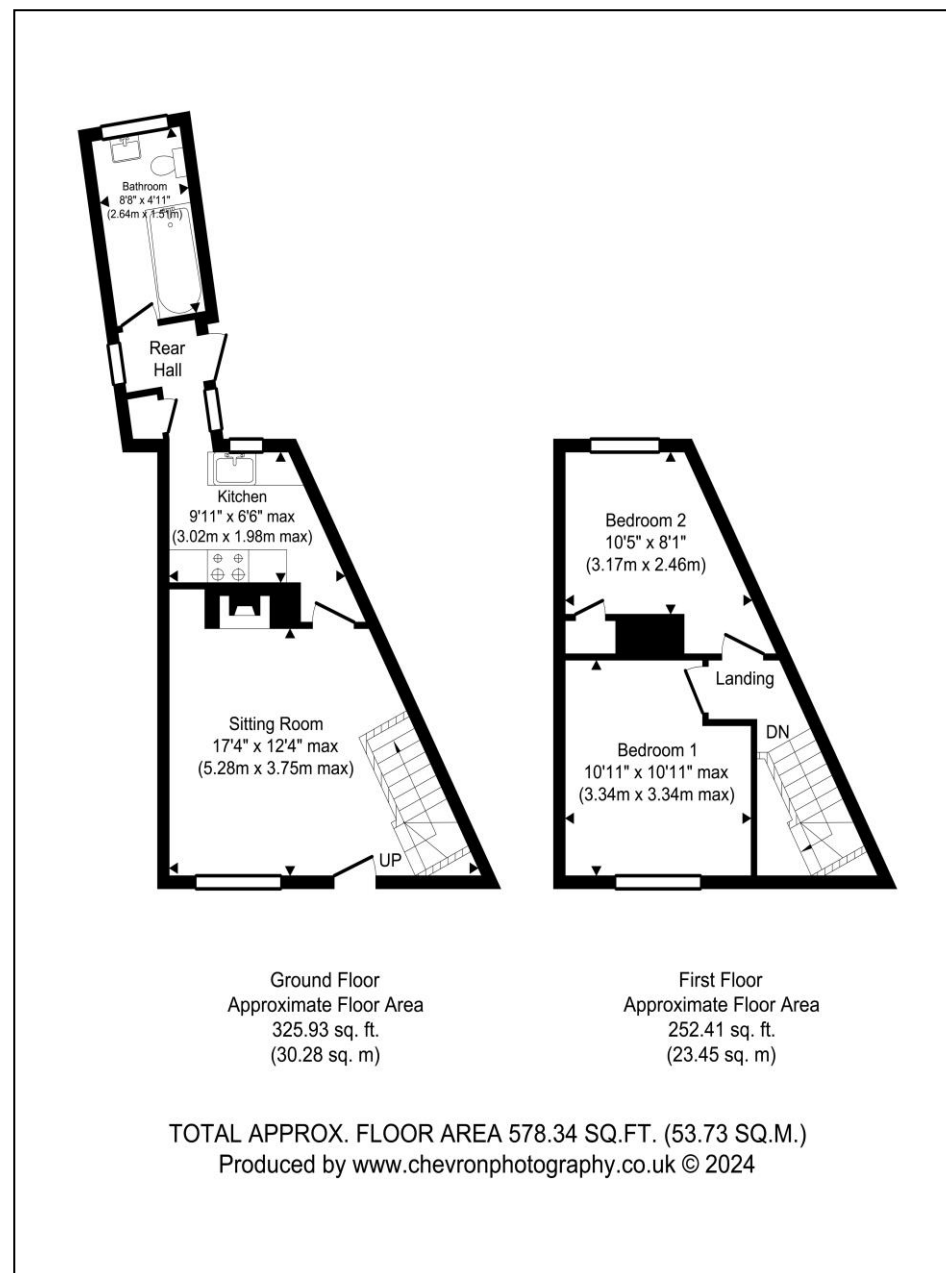 Bathroom
8'8" x 4'11"
(2.64m x 1.51m)
Rear
Hall
Kitchen
9'11" x 6'6" max
(3.02m x 1.98m max)
Sitting Room
17'4" x 12'4" max
(5.28m x 3.75m max)
UP
Bedroom 2
10'5" x 8'1"
(3.17m x 2.46m)
Landing
DN
Bedroom 1
10'11" x 10'11" max
(3.34m x 3.34m max)
Ground Floor
Approximate Floor Area
325.93 sq. ft.
(30.28 sq. m)
First Floor
Approximate Floor Area
252.41 sq. ft.
(23.45 sq. m)
TOTAL APPROX. FLOOR AREA 578.34 SQ.FT. (53.73 SQ.M.)
Produced by www.chevronphotography.co.uk © 2024